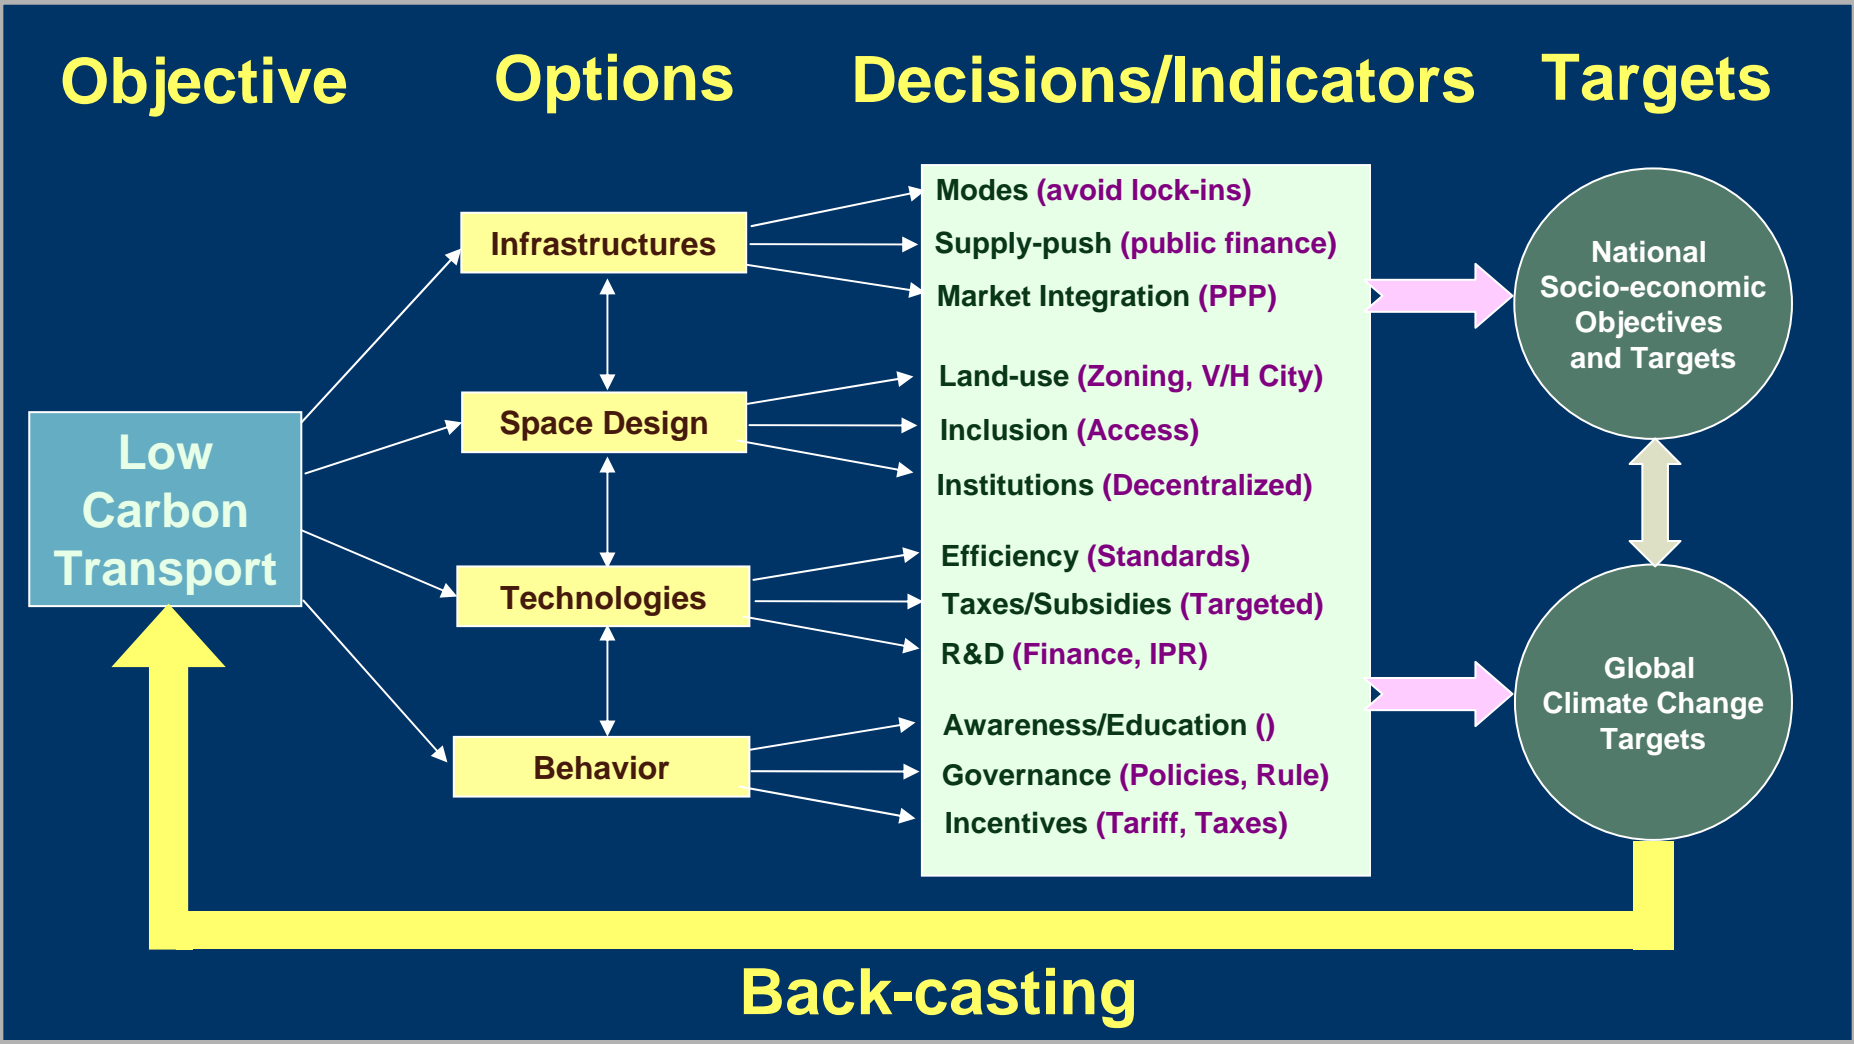 Objective
Options
Decisions/Indicators
Targets
Low
Carbon
Transport
Infrastructures
Space Design
Technologies
Behavior
Modes (avoid lock-ins)
Supply-push (public finance)
Market Integration (PPP)
Land-use (Zoning, V/H City)
Inclusion (Access)
Institutions (Decentralized)
Efficiency (Standards)
Taxes/Subsidies (Targeted)
R&D (Finance, IPR)
Awareness/Education ()
Governance (Policies, Rule)
Incentives (Tariff, Taxes)
National
Socio-economic
Objectives
and Targets
Global
Climate Change
Targets
Back-casting